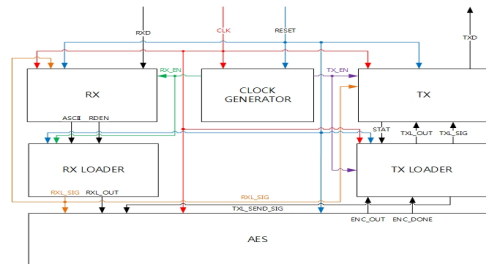 RXD
CLK
RESET
TXD
RX_EN
TX_EN
RX
CLOCK
GENERATOR
TX
ASCII RDEN
STAT
TXL_OUT TXL_SIG
RX LOADER
TX LOADER
RXL_SIG RXL_OUT
RXL_SIG
TXL_SEND_SIG
ENC_OUT ENC_DONE
AES